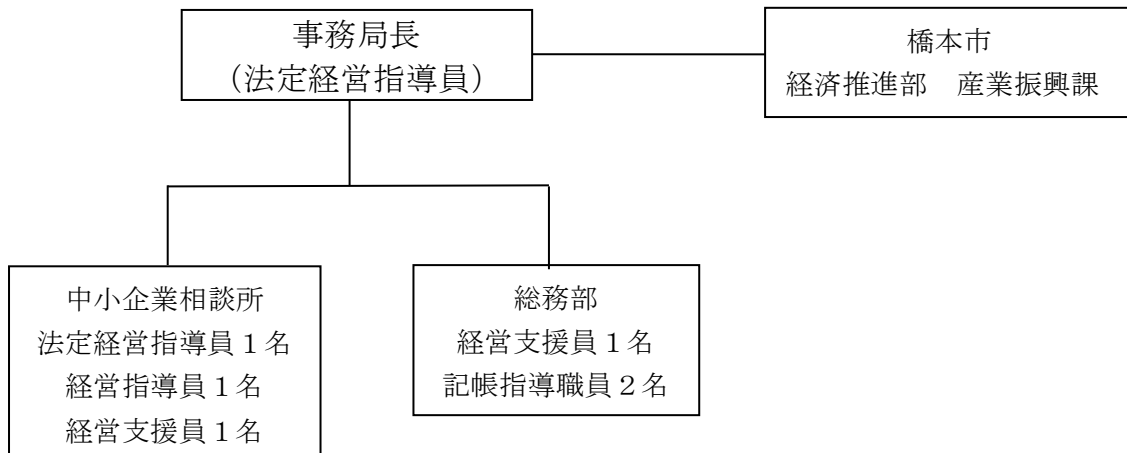 事務局長
（法定経営指導員）
橋本市
経済推進部　産業振興課
中小企業相談所
法定経営指導員１名
経営指導員１名
経営支援員１名
総務部
経営支援員１名
記帳指導職員２名